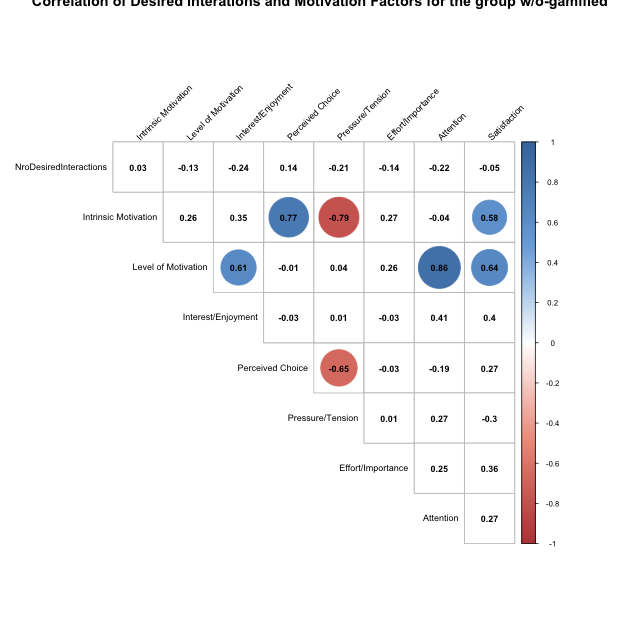 Correlation of Desired Interations and Motivation Factors for the group w/o-gamified
Intrinsic Motivation
Level of Motivation
Interest/Enjoyment
Perceived Choice
Pressure/Tension
Effort/Importance
Attention
Satisfaction
NroDesiredInteractions 0.03 -0.13 -0.24 0.14 -0.21 -0.14 -0.22 -0.05
Intrinsic Motivation 0.26 0.35 0.77 -0.79 0.27 -0.04 0.58
Level of Motivation 0.61 -0.01 0.04 0.26 0.86 0.64
Interest/Enjoyment -0.03 0.01 -0.03 0.41 0.4
Perceived Choice -0.65 -0.03 -0.19 0.27
Pressure/Tension 0.01 0.27 -0.3
Effort/Importance 0.25 0.36
Attention 0.27
1
0.8
0.6
0.4
0.2
0
-0.2
-0.4
-0.6
-0.8
-1